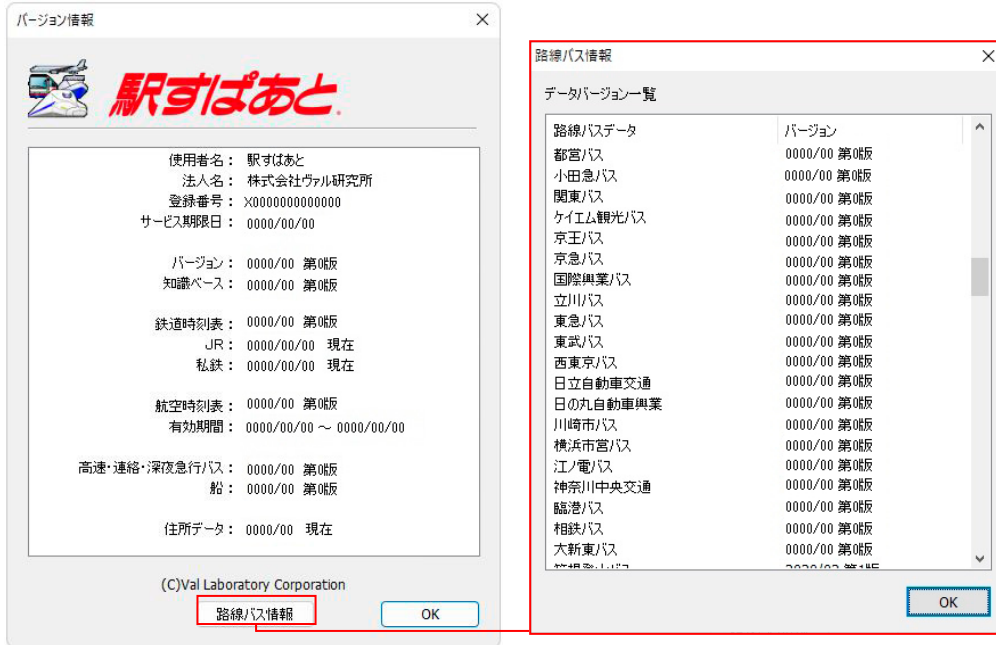 バージョン情報
駅すぱあと
使用者名： 駅すぱあと
法人名： 株式会社ヴァル研究所
登録番号： X0000000000000
サービス期限日： 0000/00/00
バージョン： 0000/00 第0版
知識ベース： 0000/00 第0版
鉄道時刻表： 0000/00 第0版
JR： 0000/00/00 現在
私鉄： 0000/00/00 現在
航空時刻表： 0000/00 第0版
有効期間： 0000/00/00 ～ 0000/00/00
高速・連絡・深夜急行バス： 0000/00 第0版
船： 0000/00 第0版
住所データ： 0000/00 現在
(C)Val Laboratory Corporation
路線バス情報 OK
路線バス情報
データバージョン一覧
路線バスデータ バージョン
都営バス 0000/00 第0版
小田急バス 0000/00 第0版
関東バス 0000/00 第0版
ケイエム観光バス 0000/00 第0版
京王バス 0000/00 第0版
京急バス 0000/00 第0版
国際興業バス 0000/00 第0版
立川バス 0000/00 第0版
東急バス 0000/00 第0版
東武バス 0000/00 第0版
西東京バス 0000/00 第0版
日立自動車交通 0000/00 第0版
日の丸自動車興業 0000/00 第0版
川崎市バス 0000/00 第0版
横浜市営バス 0000/00 第0版
江ノ電バス 0000/00 第0版
神奈川中央交通 0000/00 第0版
臨港バス 0000/00 第0版
相鉄バス 0000/00 第0版
大新東バス 0000/00 第0版
OK